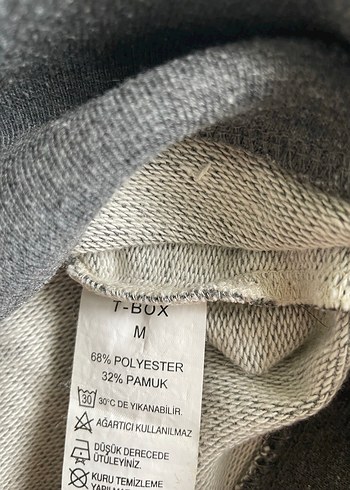 T-BOX
M
68% POLYESTER
32% PAMUK
30 30°C DE YIKANABİLİR.
AĞARTICI KULLANILMAZ
DÜŞÜK DERECEDE
ÜTÜLEYİNİZ.
KURU TEMİZLEME